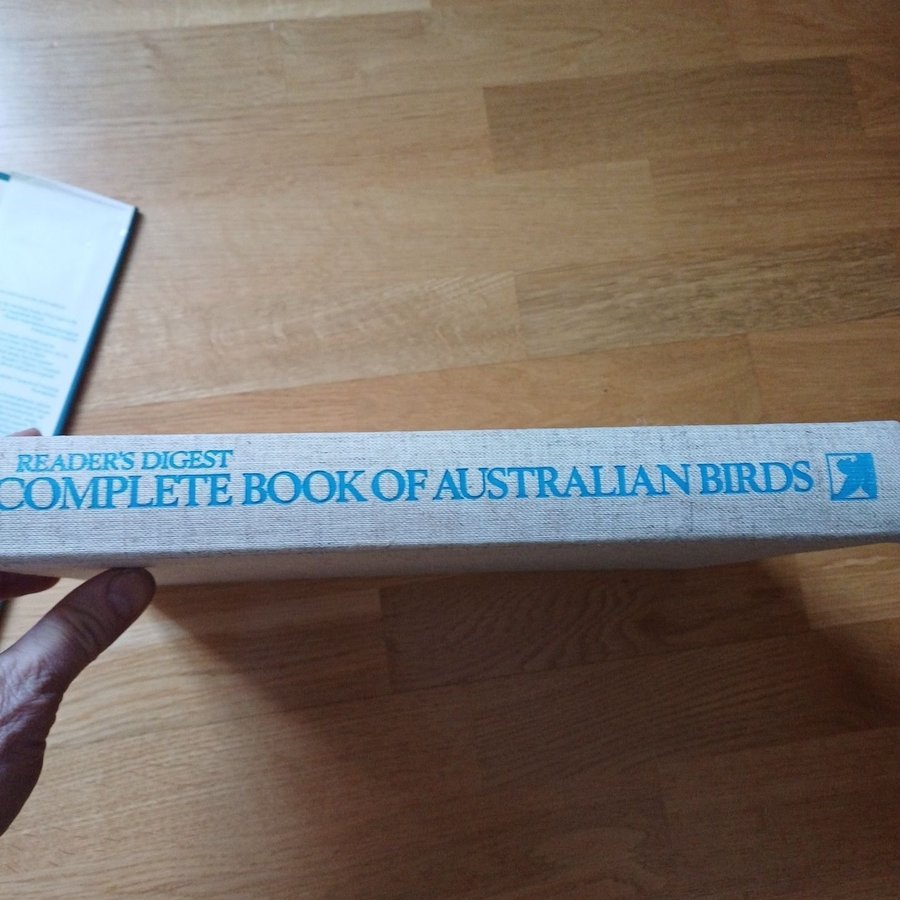 READER'S DIGEST
COMPLETE BOOK OF AUSTRALIAN BIRDS